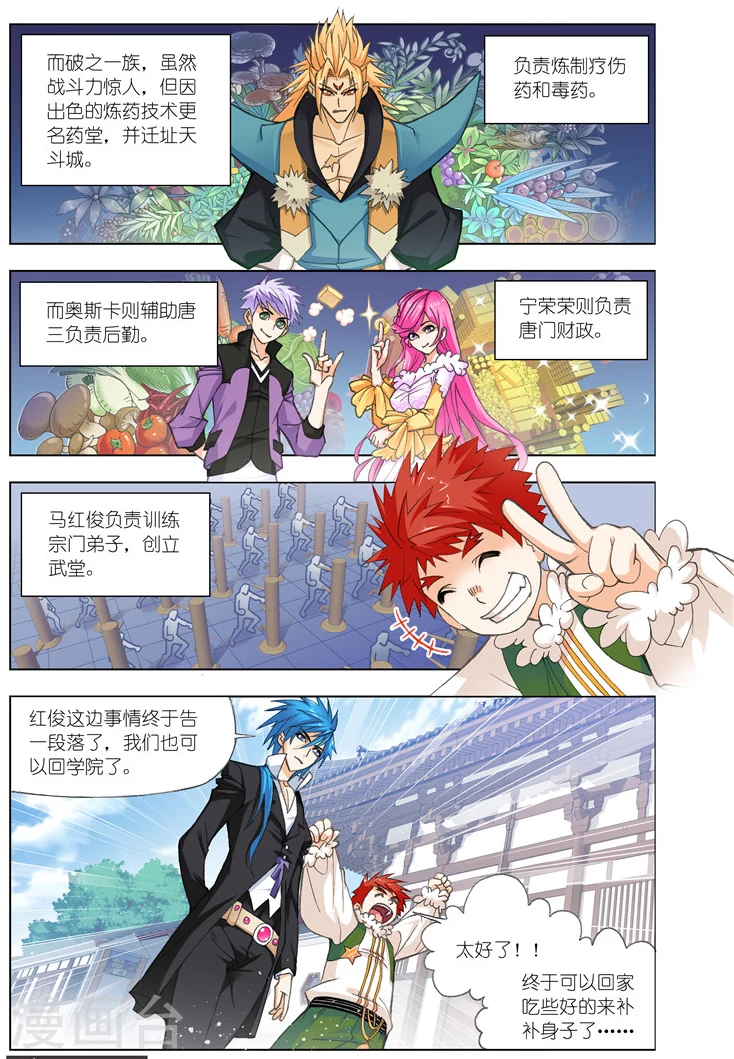 而破之一族，虽然
战斗力惊人，但因
出色的炼药技术更
名药堂，并迁址天
斗城。
负责炼制疗伤
药和毒药。
而奥斯卡则辅助唐
三负责后勤。
宁荣荣则负责
唐门财政。
马红俊负责训练
宗门弟子，创立
武堂。
红俊这边事情终于告
一段落了，我们也可
以回学院了。
太好了！！
终于可以回家
吃些好的来补
补身子了……
漫画台